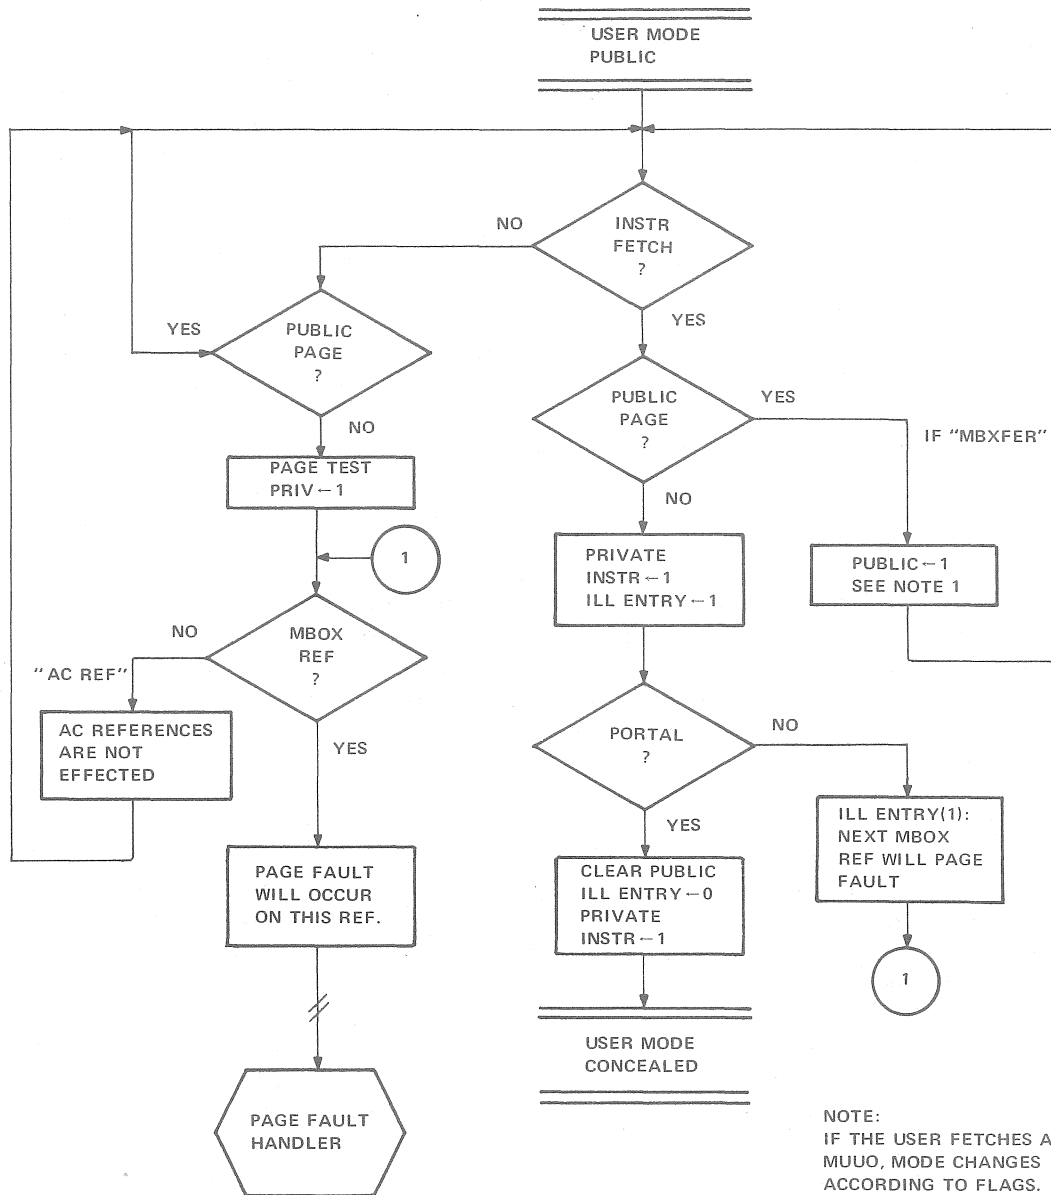 USER MODE
PUBLIC
INSTR
FETCH
?
NO
YES
PUBLIC
PAGE
?
YES
NO
PUBLIC
PAGE
?
YES
NO
IF "MBXFER"
PAGE TEST
PRIV←1
1
PRIVATE
INSTR←1
ILL ENTRY←1
PUBLIC←1
SEE NOTE 1
MBOX
REF
?
NO
"AC REF"
YES
AC REFERENCES
ARE NOT
EFFECTED
PORTAL
?
NO
YES
ILL ENTRY(1):
NEXT MBOX
REF WILL PAGE
FAULT
PAGE FAULT
WILL OCCUR
ON THIS REF.
CLEAR PUBLIC
ILL ENTRY←0
PRIVATE
INSTR←1
1
USER MODE
CONCEALED
PAGE FAULT
HANDLER
NOTE:
IF THE USER FETCHES A
MUUO, MODE CHANGES
ACCORDING TO FLAGS.